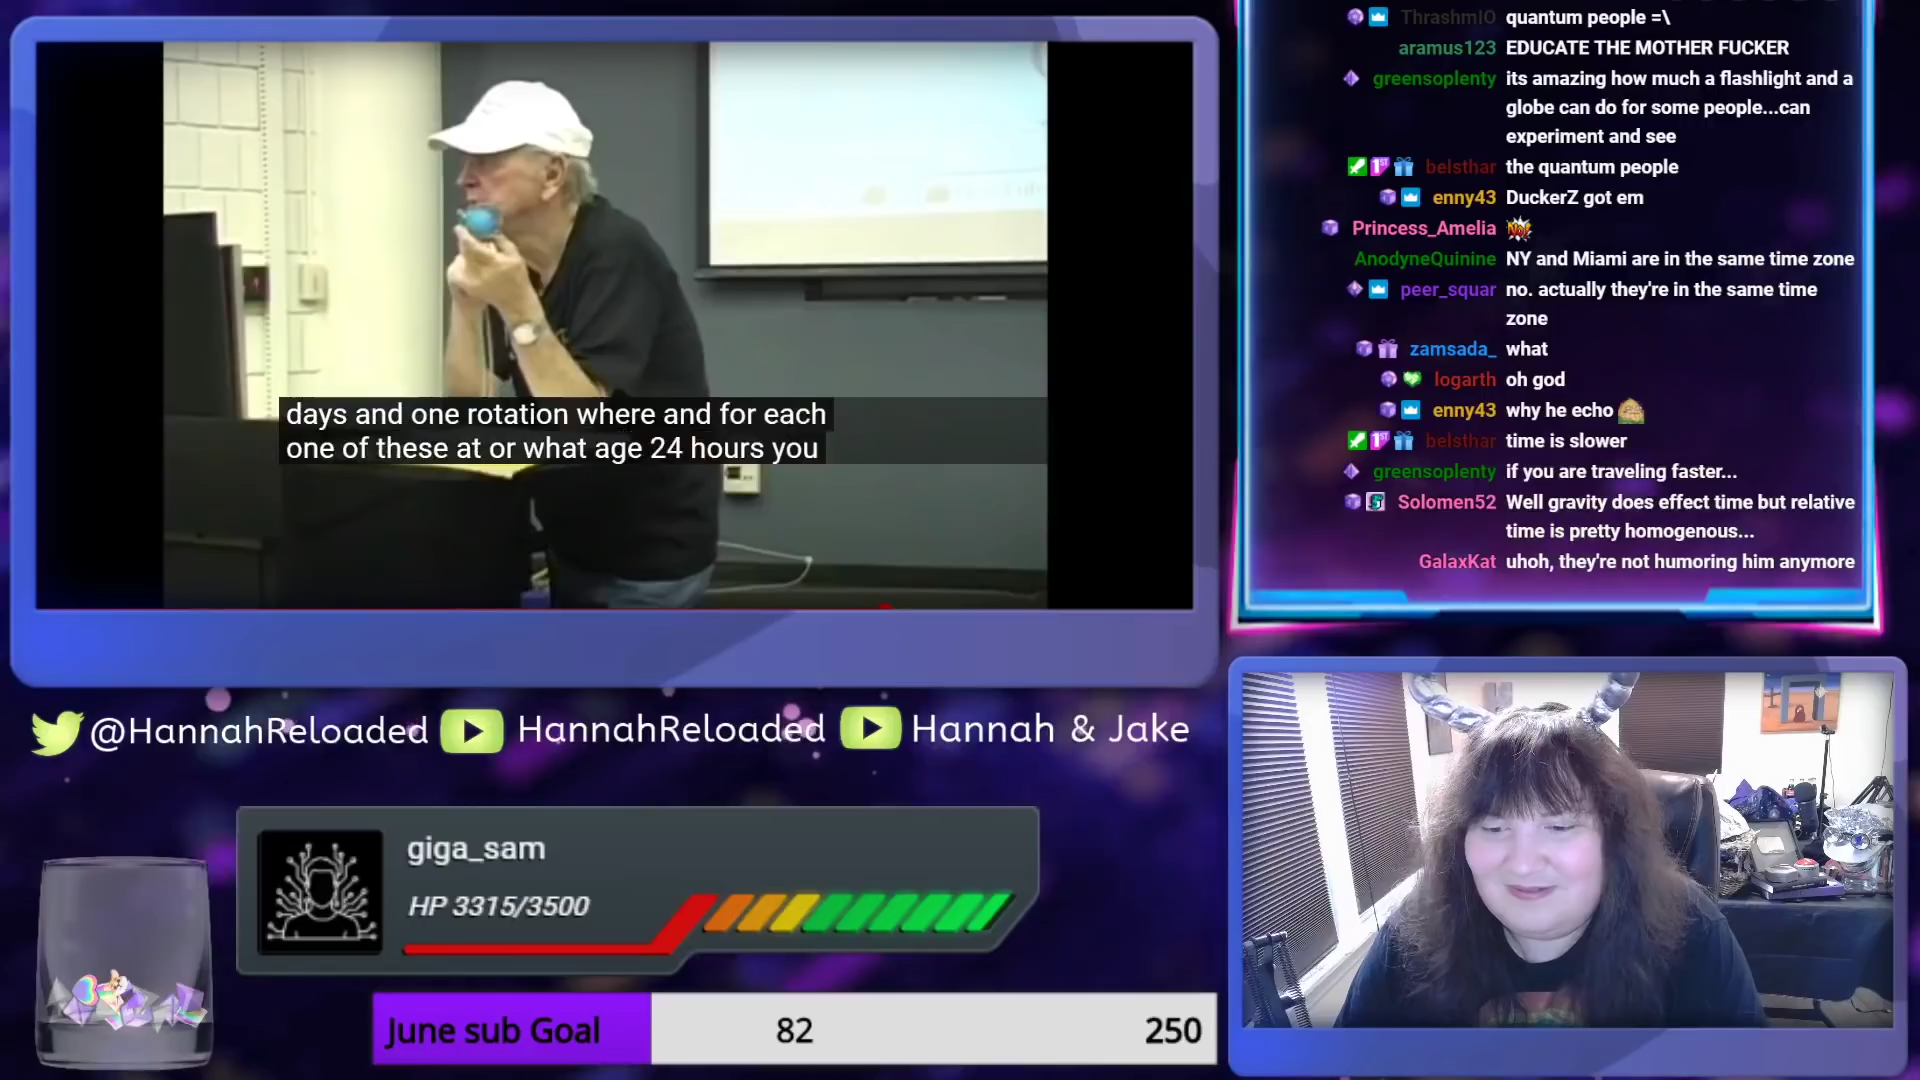 days and one rotation where and for each
one of these at or what age 24 hours you
ThrashmIO quantum people =\
aramus123 EDUCATE THE MOTHER FUCKER
greensoplenty its amazing how much a flashlight and a
globe can do for some people...can
experiment and see
belsthar the quantum people
enny43 DuckerZ got em
Princess_Amelia NO!
AnodyneQuinine NY and Miami are in the same time zone
peer_squar no. actually they're in the same time
zone
zamsada_ what
logarth oh god
enny43 why he echo
belsthar time is slower
greensoplenty if you are traveling faster...
Solomen52 Well gravity does effect time but relative
time is pretty homogenous...
GalaxKat uhoh, they're not humoring him anymore
@HannahReloaded HannahReloaded Hannah & Jake
giga_sam
HP 3315/3500
June sub Goal 82 250